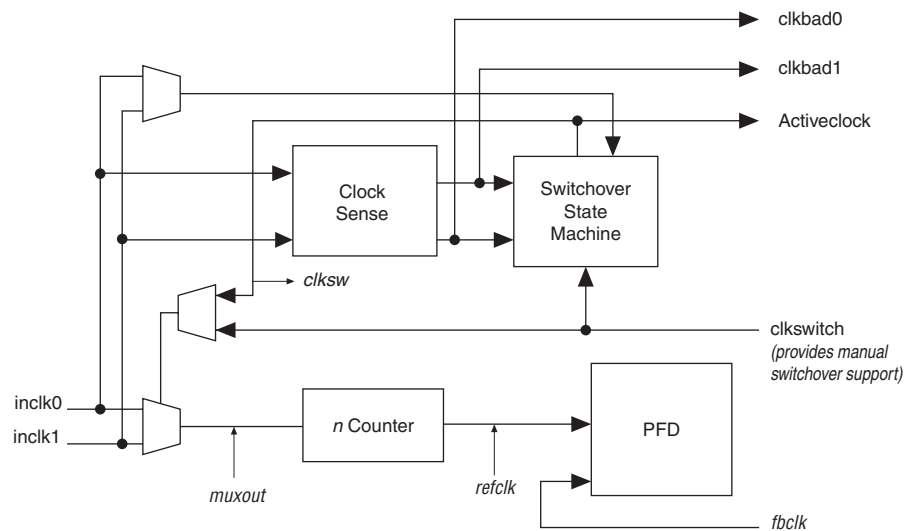 clkbad0
clkbad1
Activeclock
Clock
Sense
Switchover
State
Machine
clksw
clkswitch
(provides manual
switchover support)
inclk0
inclk1
n Counter
PFD
muxout
refclk
fbclk